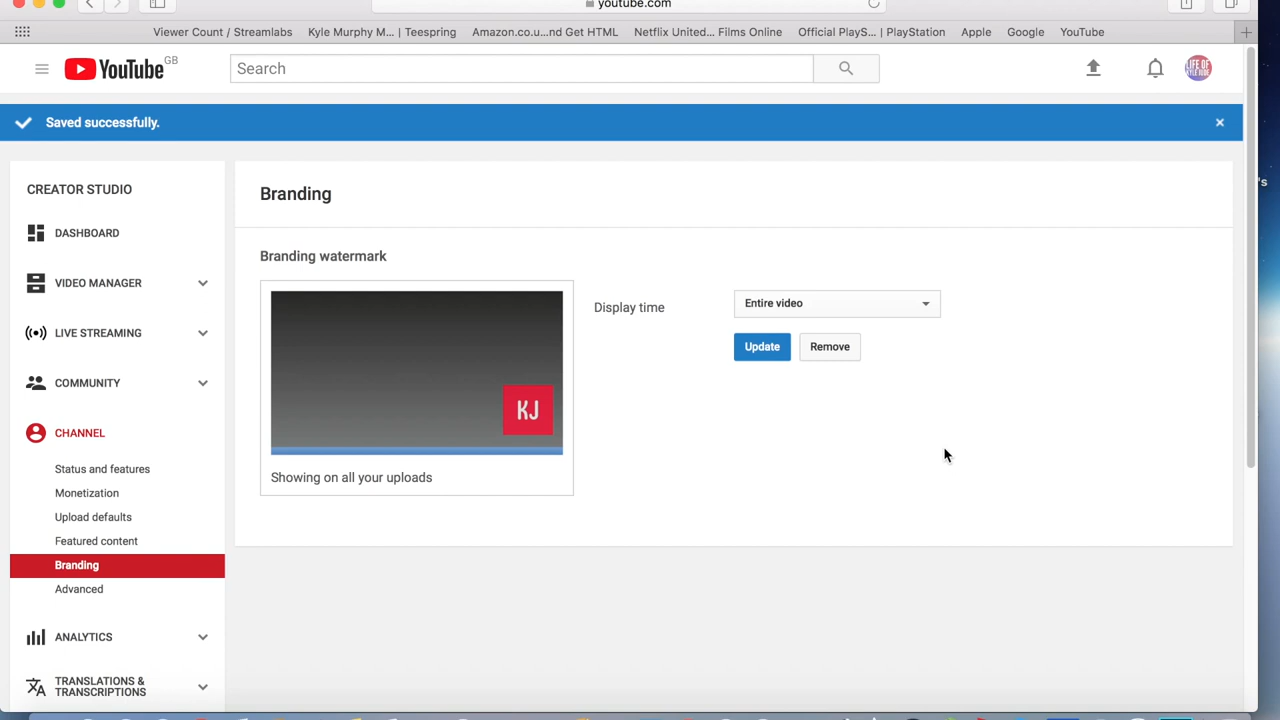 youtube.com
Viewer Count / Streamlabs
Kyle Murphy M... | Teespring
Amazon.co.u...nd Get HTML
Netflix United... Films Online
Official PlayS... | PlayStation
Apple
Google
YouTube
YouTube GB
Search
LIFE OF
Saved successfully.
CREATOR STUDIO
DASHBOARD
VIDEO MANAGER
LIVE STREAMING
COMMUNITY
CHANNEL
Status and features
Monetization
Upload defaults
Featured content
Branding
Advanced
ANALYTICS
TRANSLATIONS &
TRANSCRIPTIONS
Branding
Branding watermark
KJ
Showing on all your uploads
Display time
Entire video
Update
Remove
's